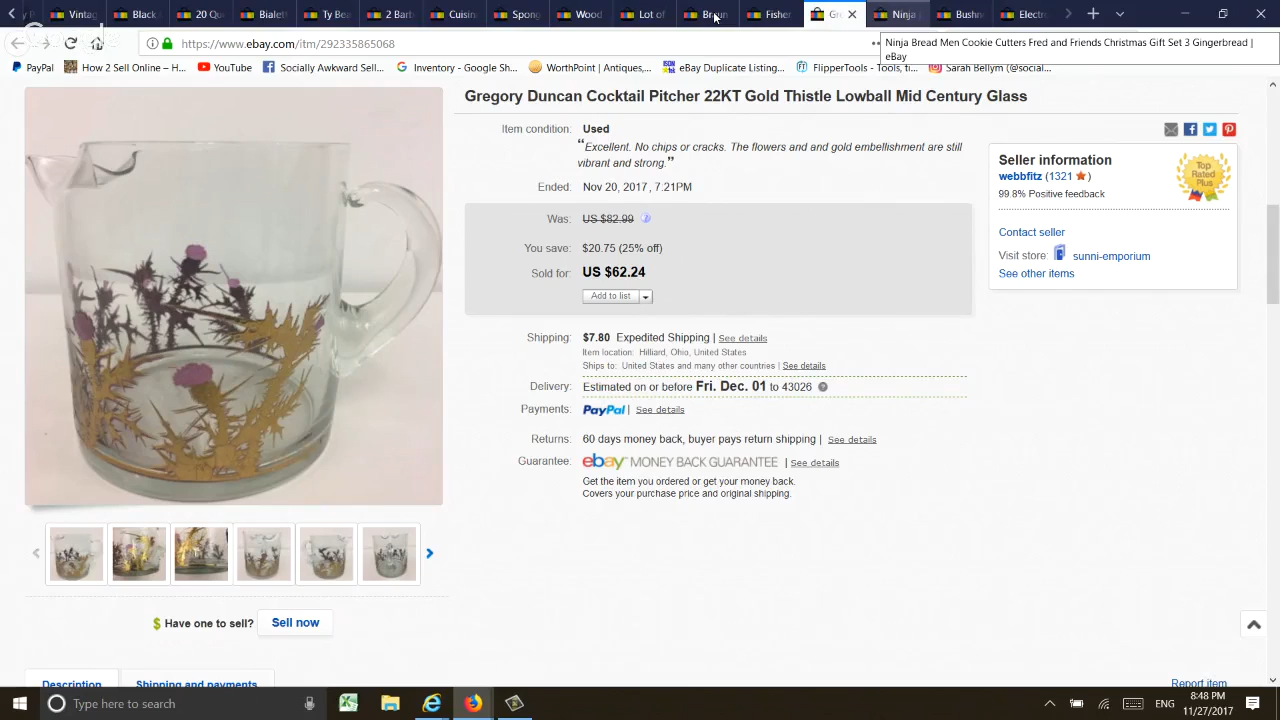 Vintag
Black
20 Qu
Bialett
Ty Bea
2 Bart
Cuisin
Spong
Wood
Lot of
Braun
Fisher
Gre
Ninja
Bushn
Electr
https://www.ebay.com/itm/292335865068
Ninja Bread Men Cookie Cutters Fred and Friends Christmas Gift Set 3 Gingerbread |
eBay
PayPal
How 2 Sell Online – H...
YouTube
Socially Awkward Sell...
Inventory - Google Sh...
WorthPoint | Antiques,...
eBay Duplicate Listing...
FlipperTools - Tools, ti...
Sarah Bellym (@social...
Gregory Duncan Cocktail Pitcher 22KT Gold Thistle Lowball Mid Century Glass
Item condition: Used
“Excellent. No chips or cracks. The flowers and and gold embellishment are still
vibrant and strong.”
Ended: Nov 20, 2017 , 7:21PM
Was: US $82.99
You save: $20.75 (25% off)
Sold for: US $62.24
Add to list
Shipping: $7.80 Expedited Shipping | See details
Item location: Hilliard, Ohio, United States
Ships to: United States and many other countries | See details
Delivery: Estimated on or before Fri. Dec. 01 to 43026
Payments: PayPal | See details
Returns: 60 days money back, buyer pays return shipping | See details
Guarantee: ebay MONEY BACK GUARANTEE | See details
Get the item you ordered or get your money back.
Covers your purchase price and original shipping.
Seller information
webbfitz (1321 )
99.8% Positive feedback
Top
Rated
Plus
Contact seller
Visit store: sunni-emporium
See other items
$ Have one to sell? Sell now
Description
Shipping and payments
Report item
Type here to search
ENG
8:48 PM
11/27/2017